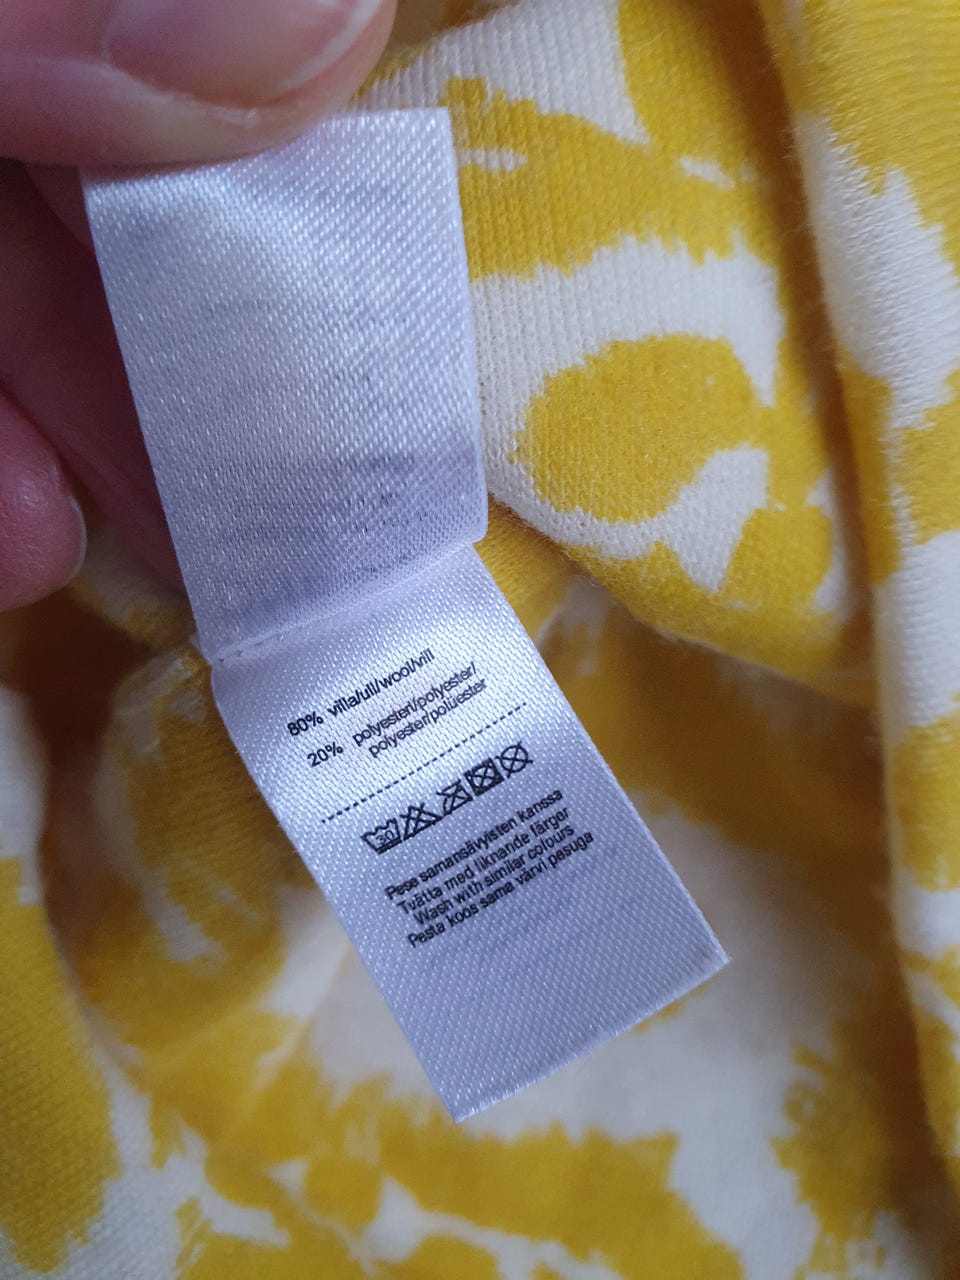 80% villa/ull/wool/vill
20% polyesteri/polyester/
polyester/polüester
30
Pese samansävyisten kanssa
Tvätta med liknande färger
Wash with similar colours
Pesta koos sama värvi pesuga